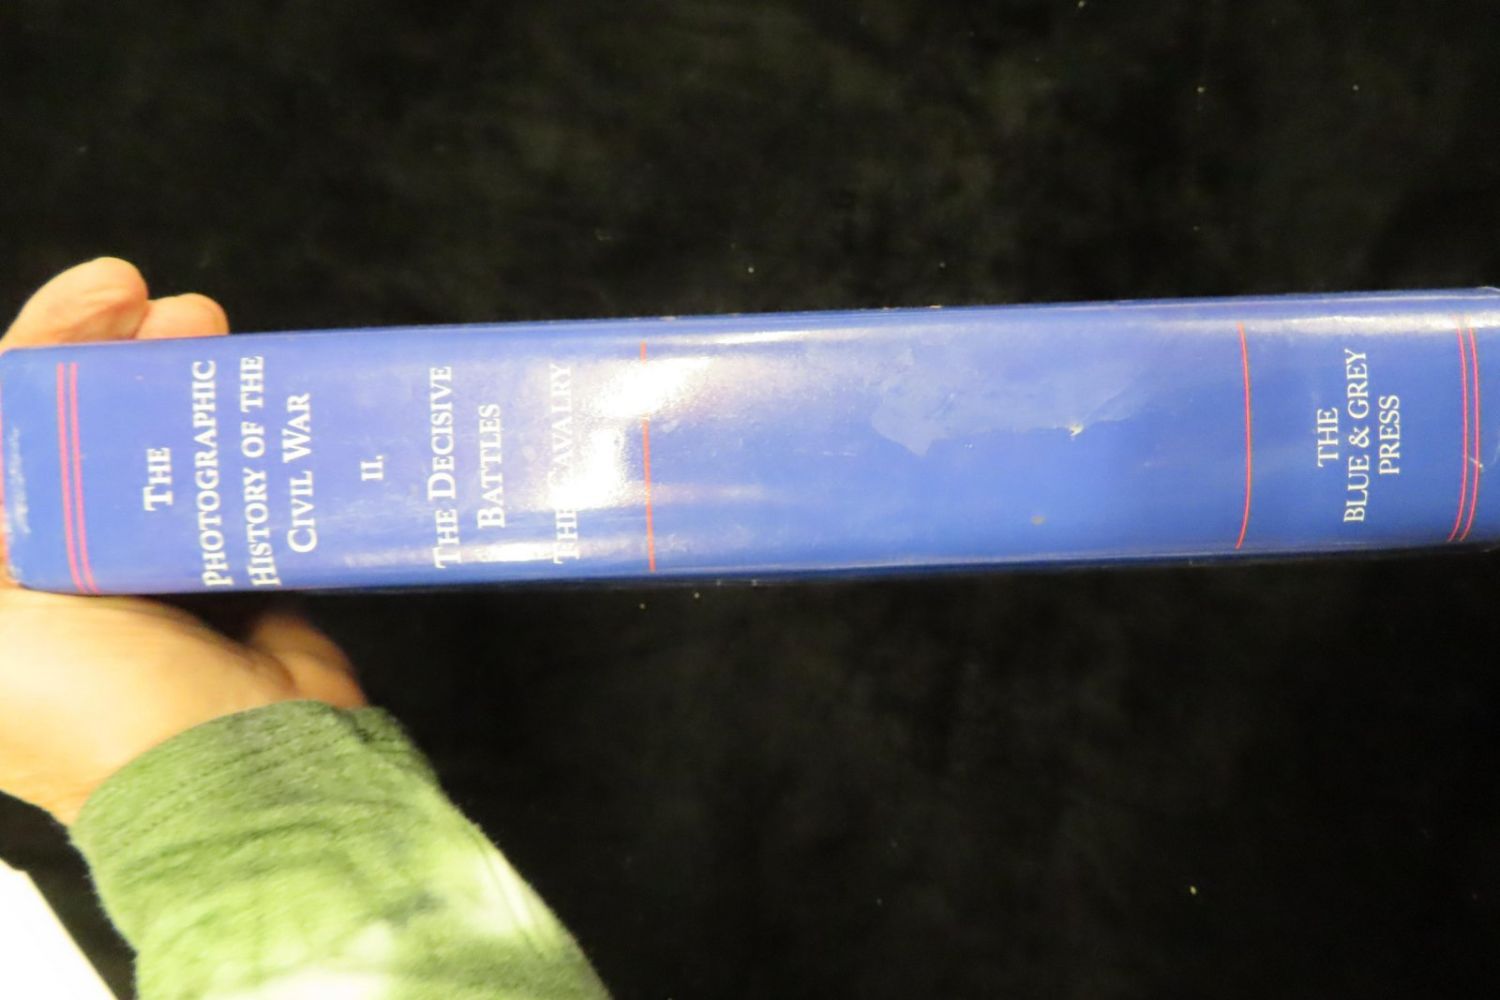 THE
PHOTOGRAPHIC
HISTORY OF THE
CIVIL WAR
II.
THE DECISIVE
BATTLES
THE CAVALRY
THE
BLUE & GREY
PRESS